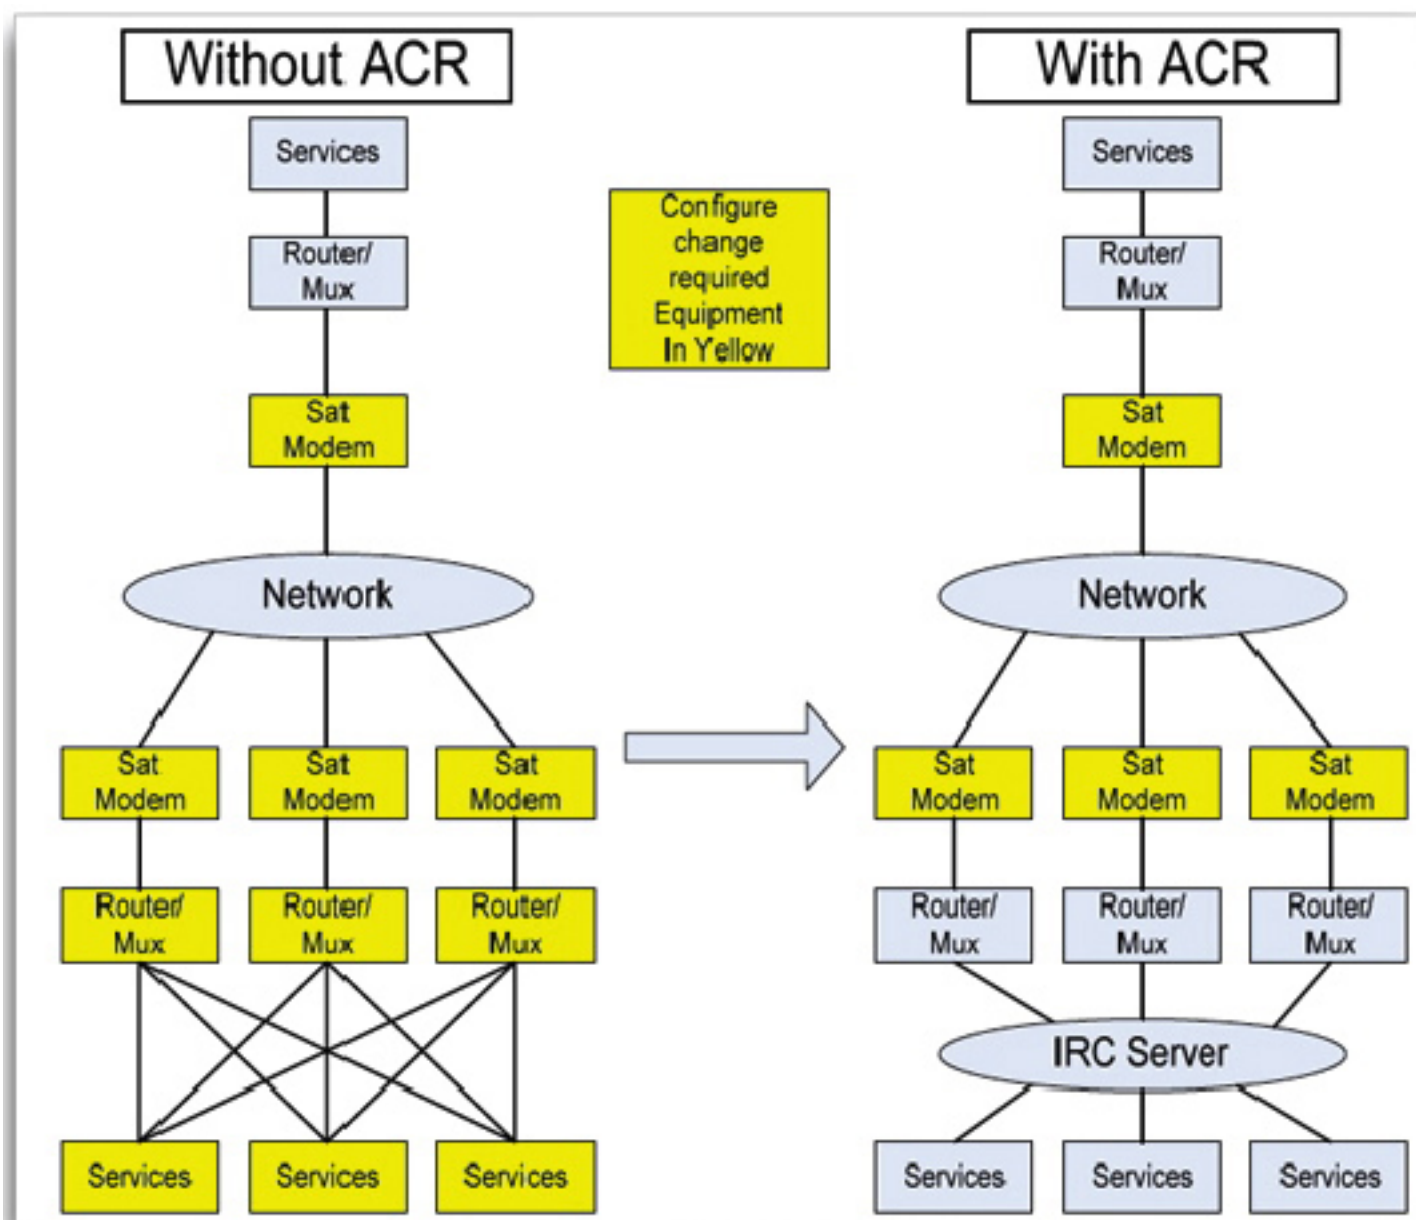 Without ACR
With ACR
Services
Router/
Mux
Sat
Modem
Network
Sat
Modem
Sat
Modem
Sat
Modem
Router/
Mux
Router/
Mux
Router/
Mux
Services
Services
Services
Configure
change
required
Equipment
In Yellow
Services
Router/
Mux
Sat
Modem
Network
Sat
Modem
Sat
Modem
Sat
Modem
Router/
Mux
Router/
Mux
Router/
Mux
IRC Server
Services
Services
Services